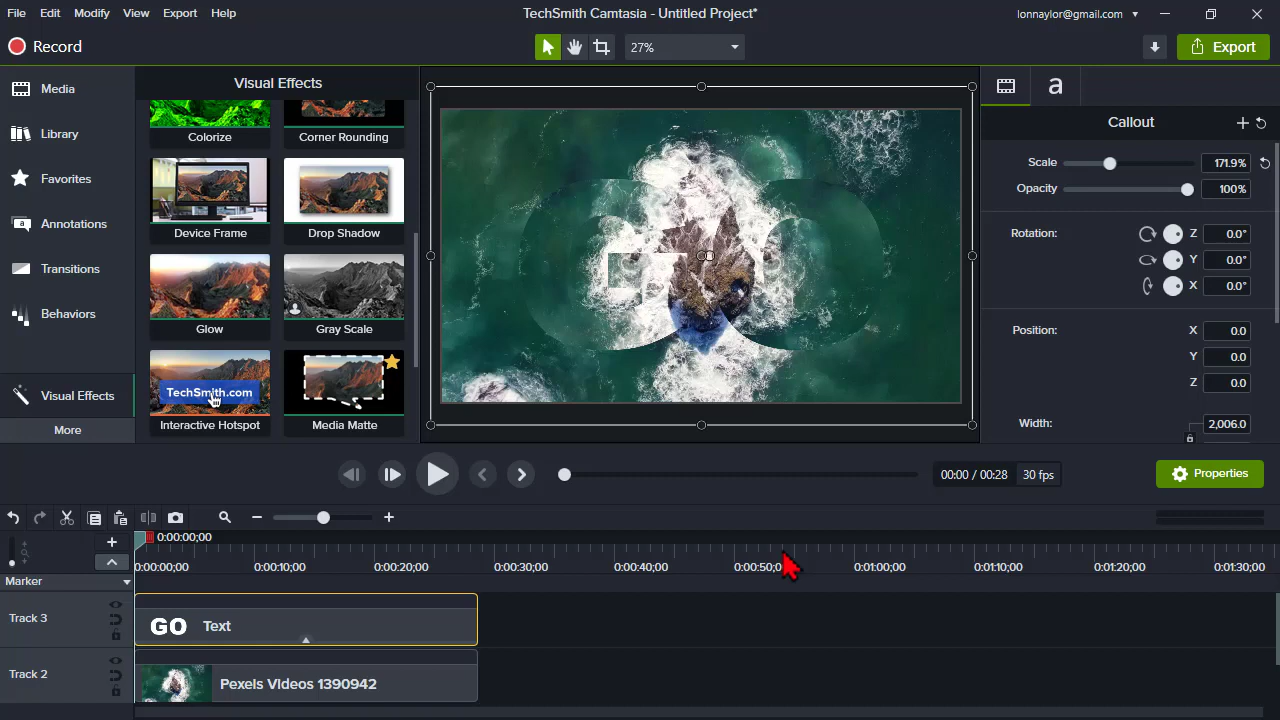 File Edit Modify View Export Help
TechSmith Camtasia - Untitled Project*
lonnaylor@gmail.com
Record
27%
Export
Media
Library
Favorites
Annotations
Transitions
Behaviors
Visual Effects
More
Visual Effects
Colorize
Corner Rounding
Device Frame
Drop Shadow
Glow
Gray Scale
TechSmith.com
Interactive Hotspot
Media Matte
GO
a
Callout
Scale 171.9%
Opacity 100%
Rotation: Z 0.0°
Y 0.0°
X 0.0°
Position: X 0.0
Y 0.0
Z 0.0
Width: 2,006.0
00:00 / 00:28 30 fps
Properties
0:00:00;00
0:00:00;00 0:00:10;00 0:00:20;00 0:00:30;00 0:00:40;00 0:00:50;0 0:01:00;00 0:01:10;00 0:01:20;00 0:01:30;00
Marker
Track 3
GO Text
Track 2
Pexels Videos 1390942